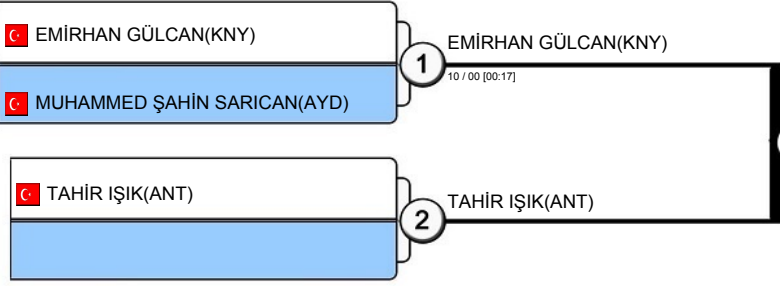 EMİRHAN GÜLCAN(KNY)
MUHAMMED ŞAHİN SARICAN(AYD)
1
EMİRHAN GÜLCAN(KNY)
10 / 00 [00:17]
TAHİR IŞIK(ANT)
2
TAHİR IŞIK(ANT)